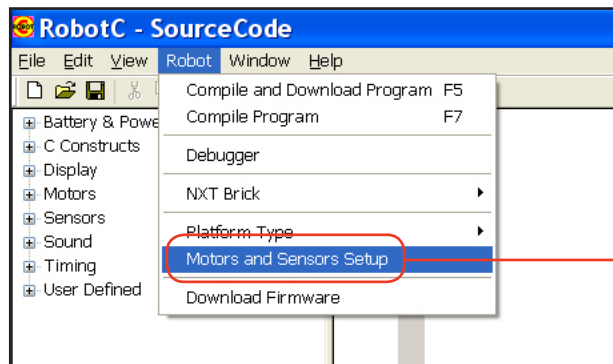 RobotC - SourceCode
File Edit View Robot Window Help
Compile and Download Program F5
Compile Program F7
Debugger
NXT Brick
Platform Type
Motors and Sensors Setup
Download Firmware
Battery & Powe
C Constructs
Display
Motors
Sensors
Sound
Timing
User Defined